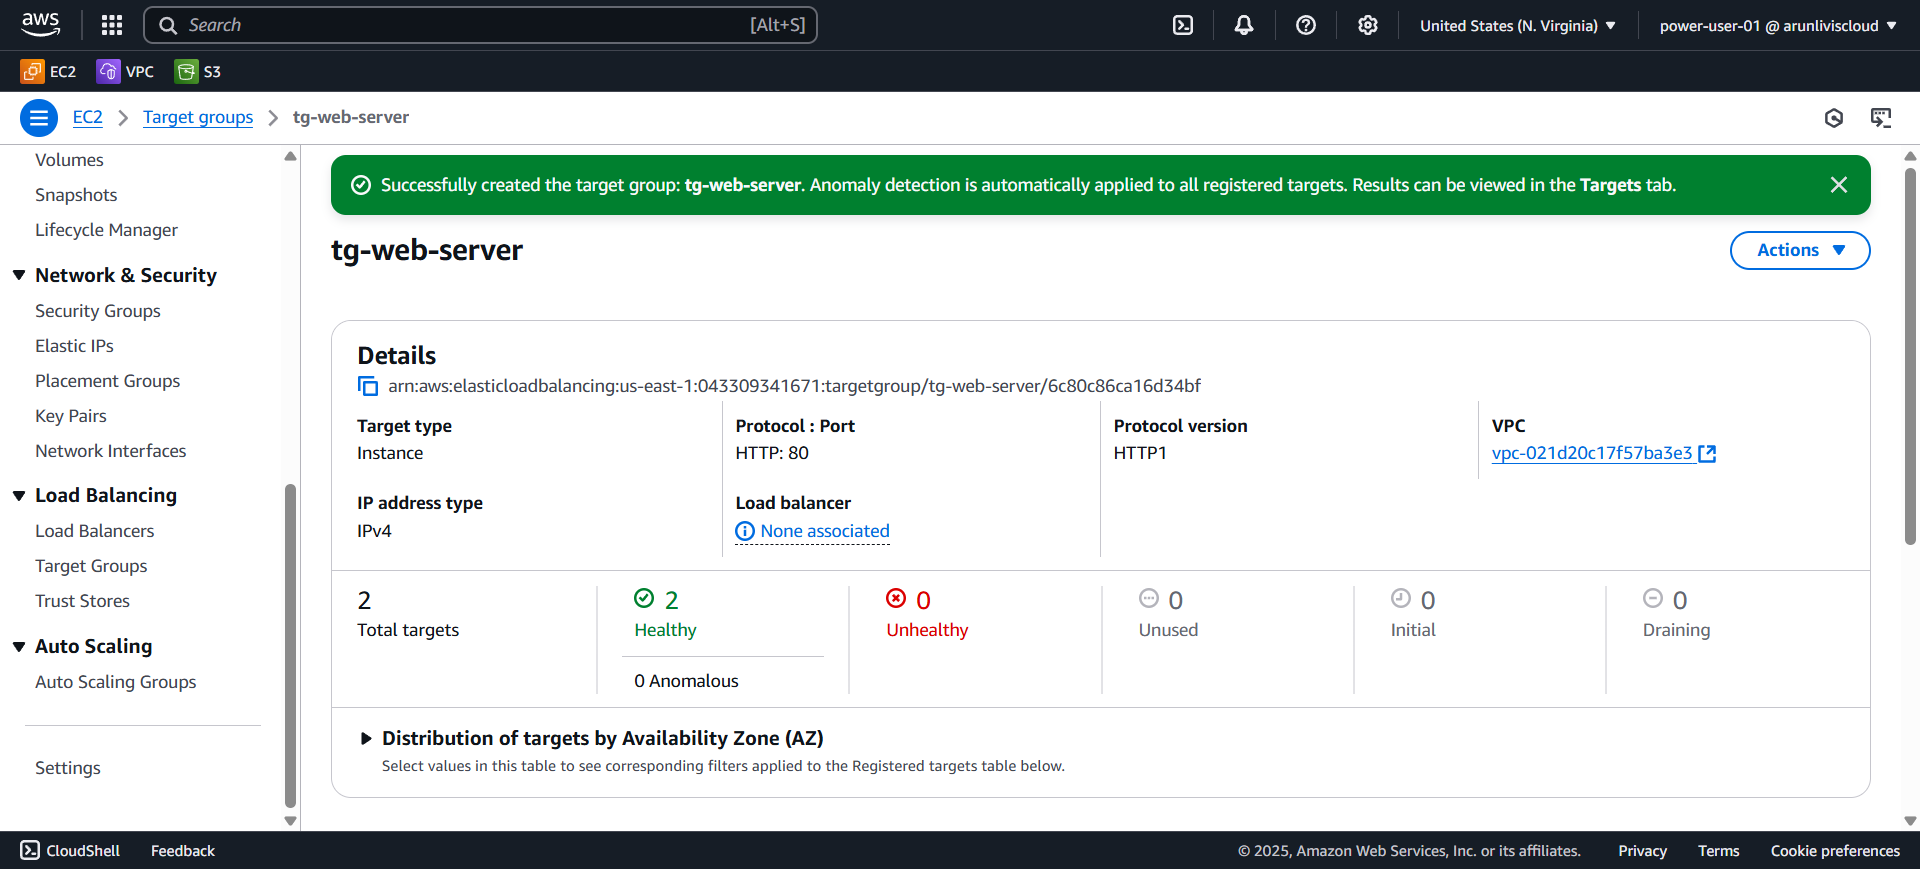 aws
Search [Alt+S]
United States (N. Virginia)
power-user-01 @ arunliviscloud
EC2 VPC S3
EC2 Target groups tg-web-server
Volumes
Snapshots
Lifecycle Manager
Network & Security
Security Groups
Elastic IPs
Placement Groups
Key Pairs
Network Interfaces
Load Balancing
Load Balancers
Target Groups
Trust Stores
Auto Scaling
Auto Scaling Groups
Settings
Successfully created the target group: tg-web-server. Anomaly detection is automatically applied to all registered targets. Results can be viewed in the Targets tab.
tg-web-server
Actions
Details
arn:aws:elasticloadbalancing:us-east-1:043309341671:targetgroup/tg-web-server/6c80c86ca16d34bf
Target type
Instance
Protocol : Port
HTTP: 80
Protocol version
HTTP1
VPC
vpc-021d20c17f57ba3e3
IP address type
IPv4
Load balancer
None associated
2
Total targets
2
Healthy
0 Anomalous
0
Unhealthy
0
Unused
0
Initial
0
Draining
Distribution of targets by Availability Zone (AZ)
Select values in this table to see corresponding filters applied to the Registered targets table below.
CloudShell Feedback
© 2025, Amazon Web Services, Inc. or its affiliates.
Privacy Terms Cookie preferences